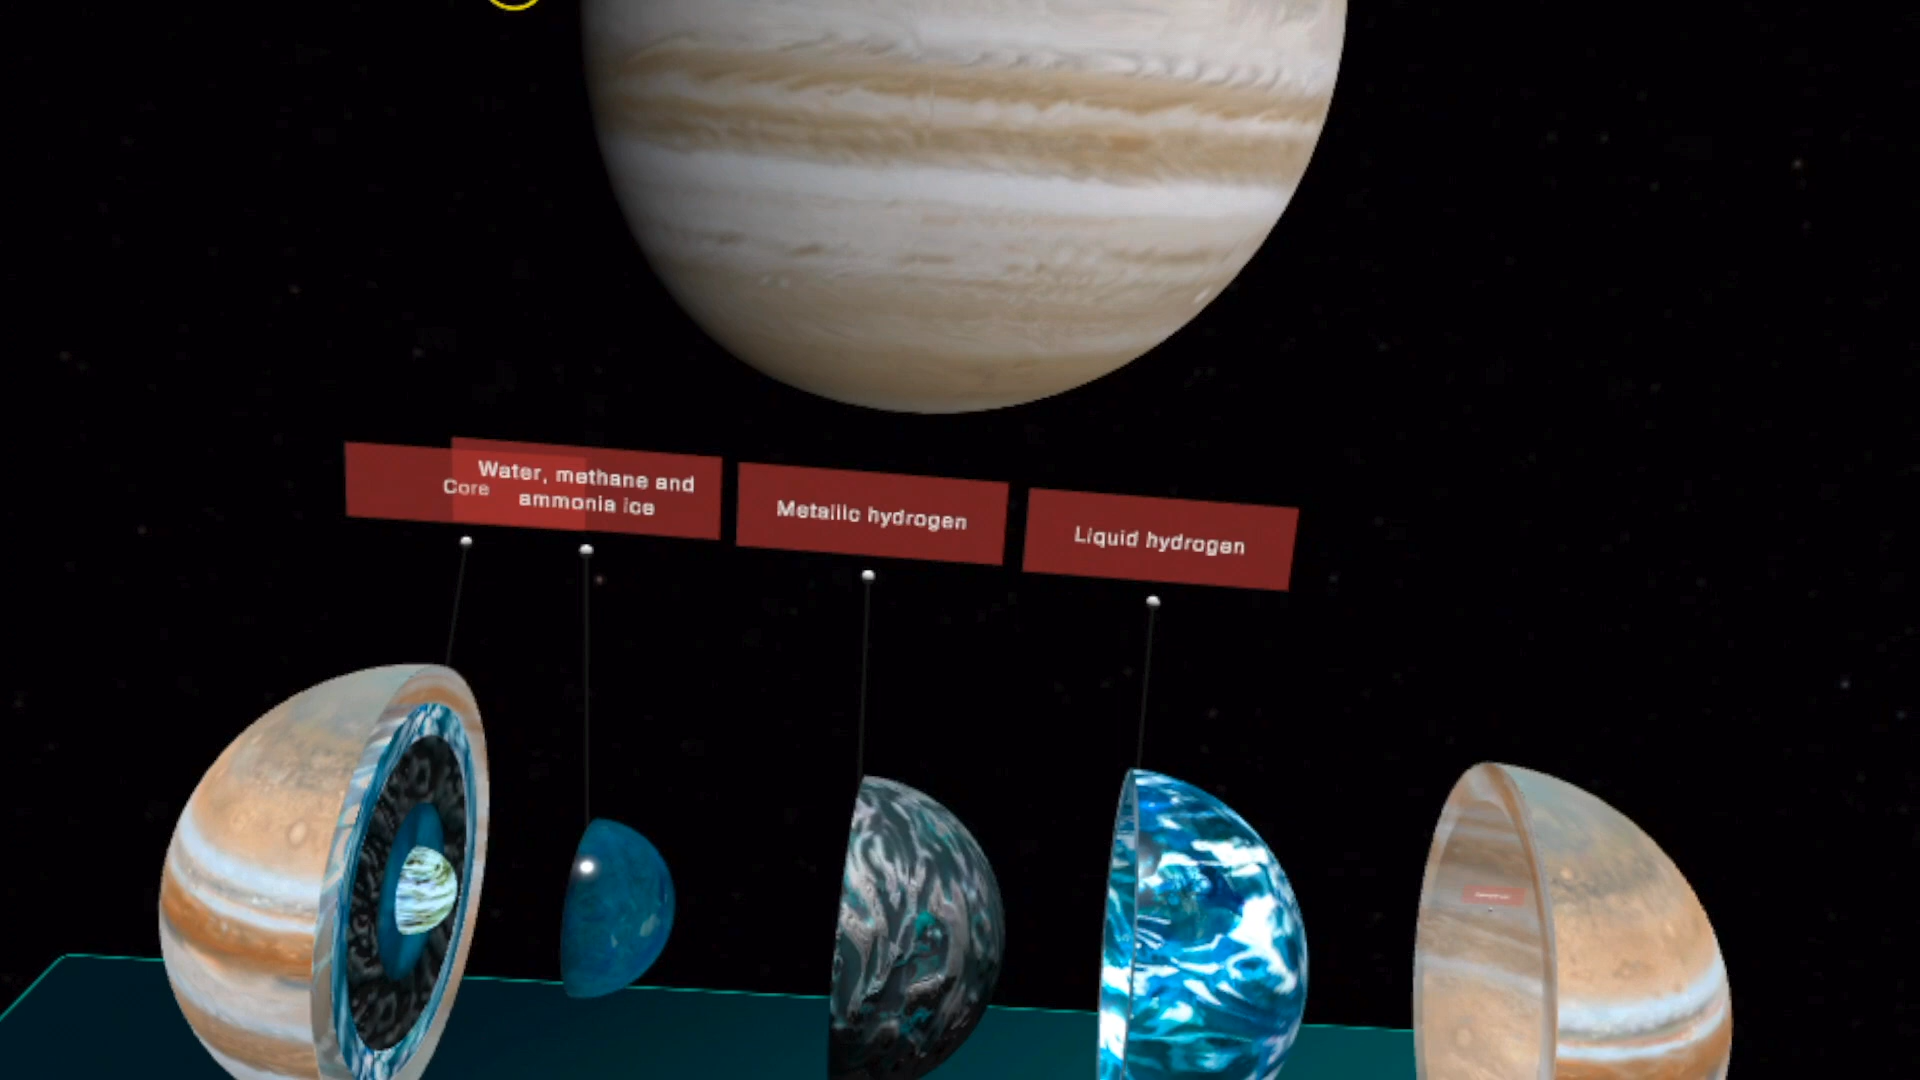 Core
Water, methane and
ammonia ice
Metallic hydrogen
Liquid hydrogen